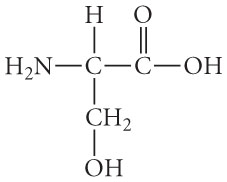 H O
H₂N—C—C—OH
CH₂
OH